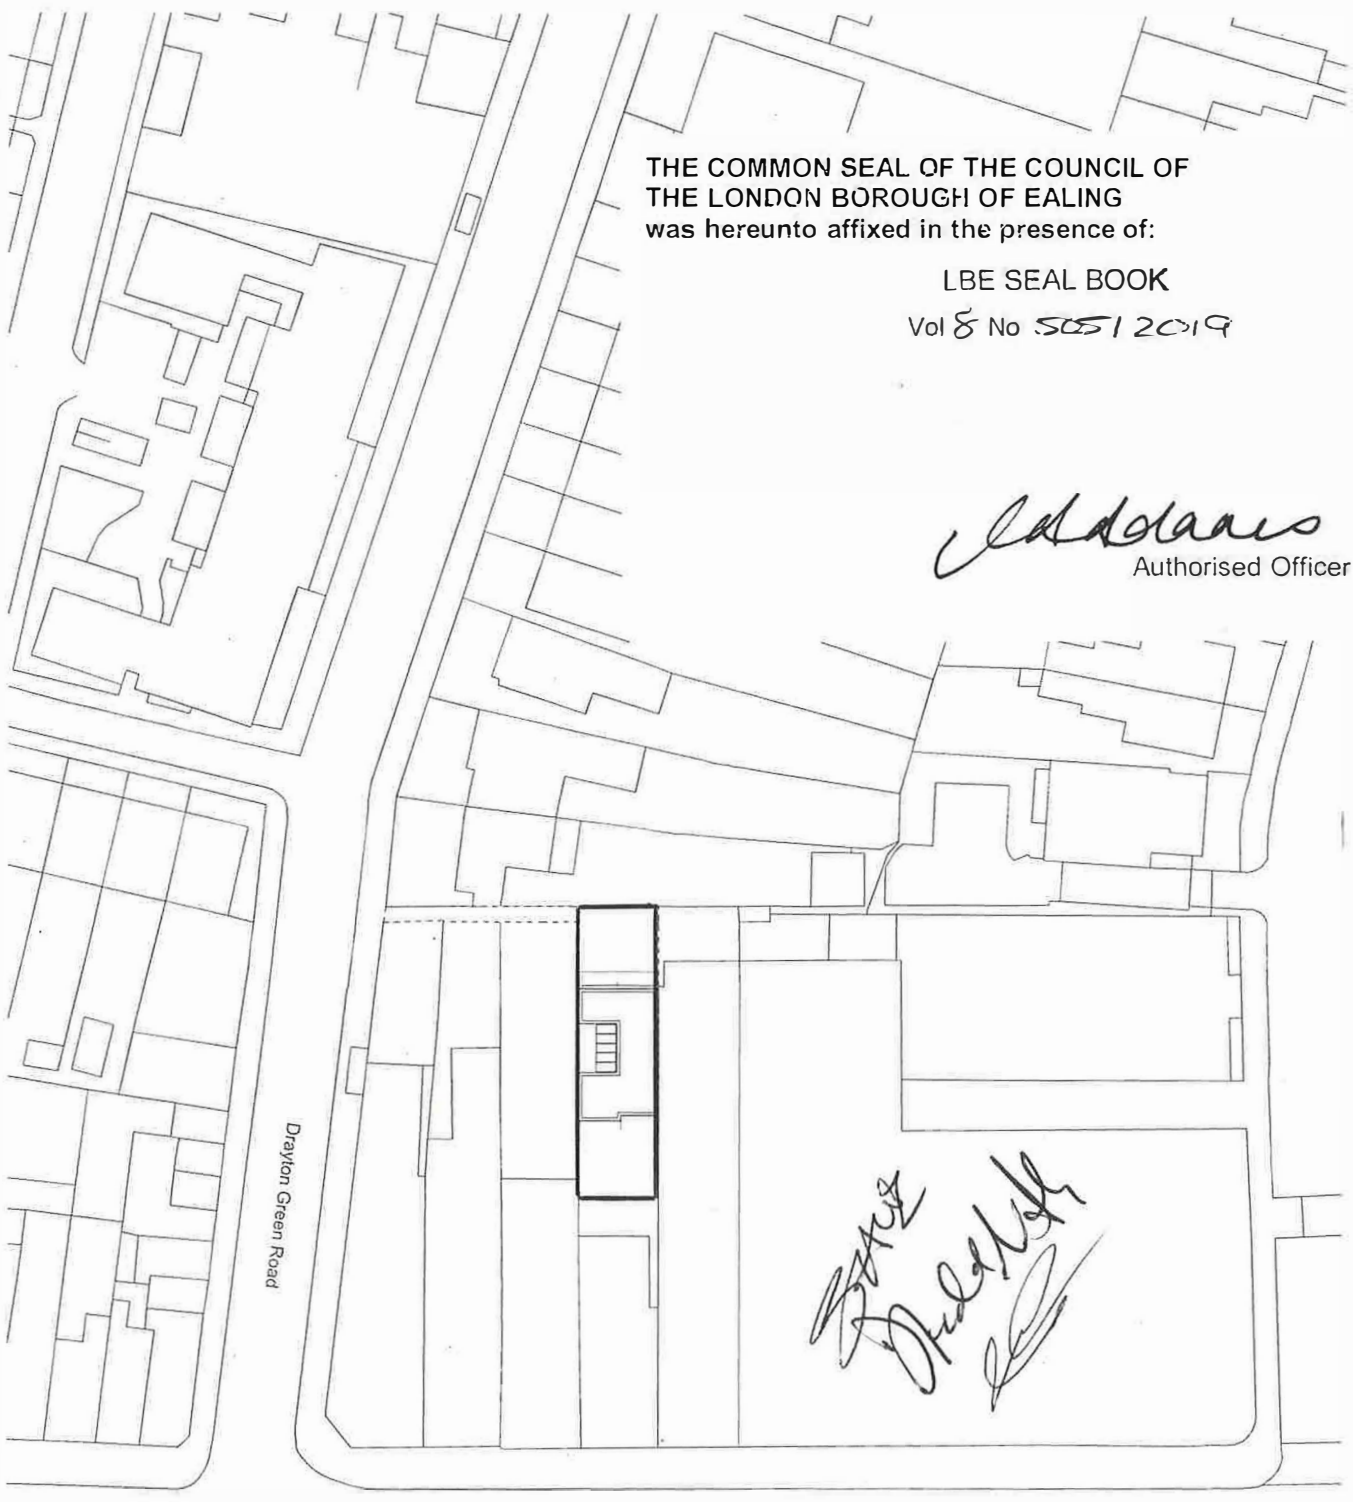 THE COMMON SEAL OF THE COUNCIL OF
THE LONDON BOROUGH OF EALING
was hereunto affixed in the presence of:
LBE SEAL BOOK
Vol 8 No 505/2019
Authorised Officer
Drayton Green Road